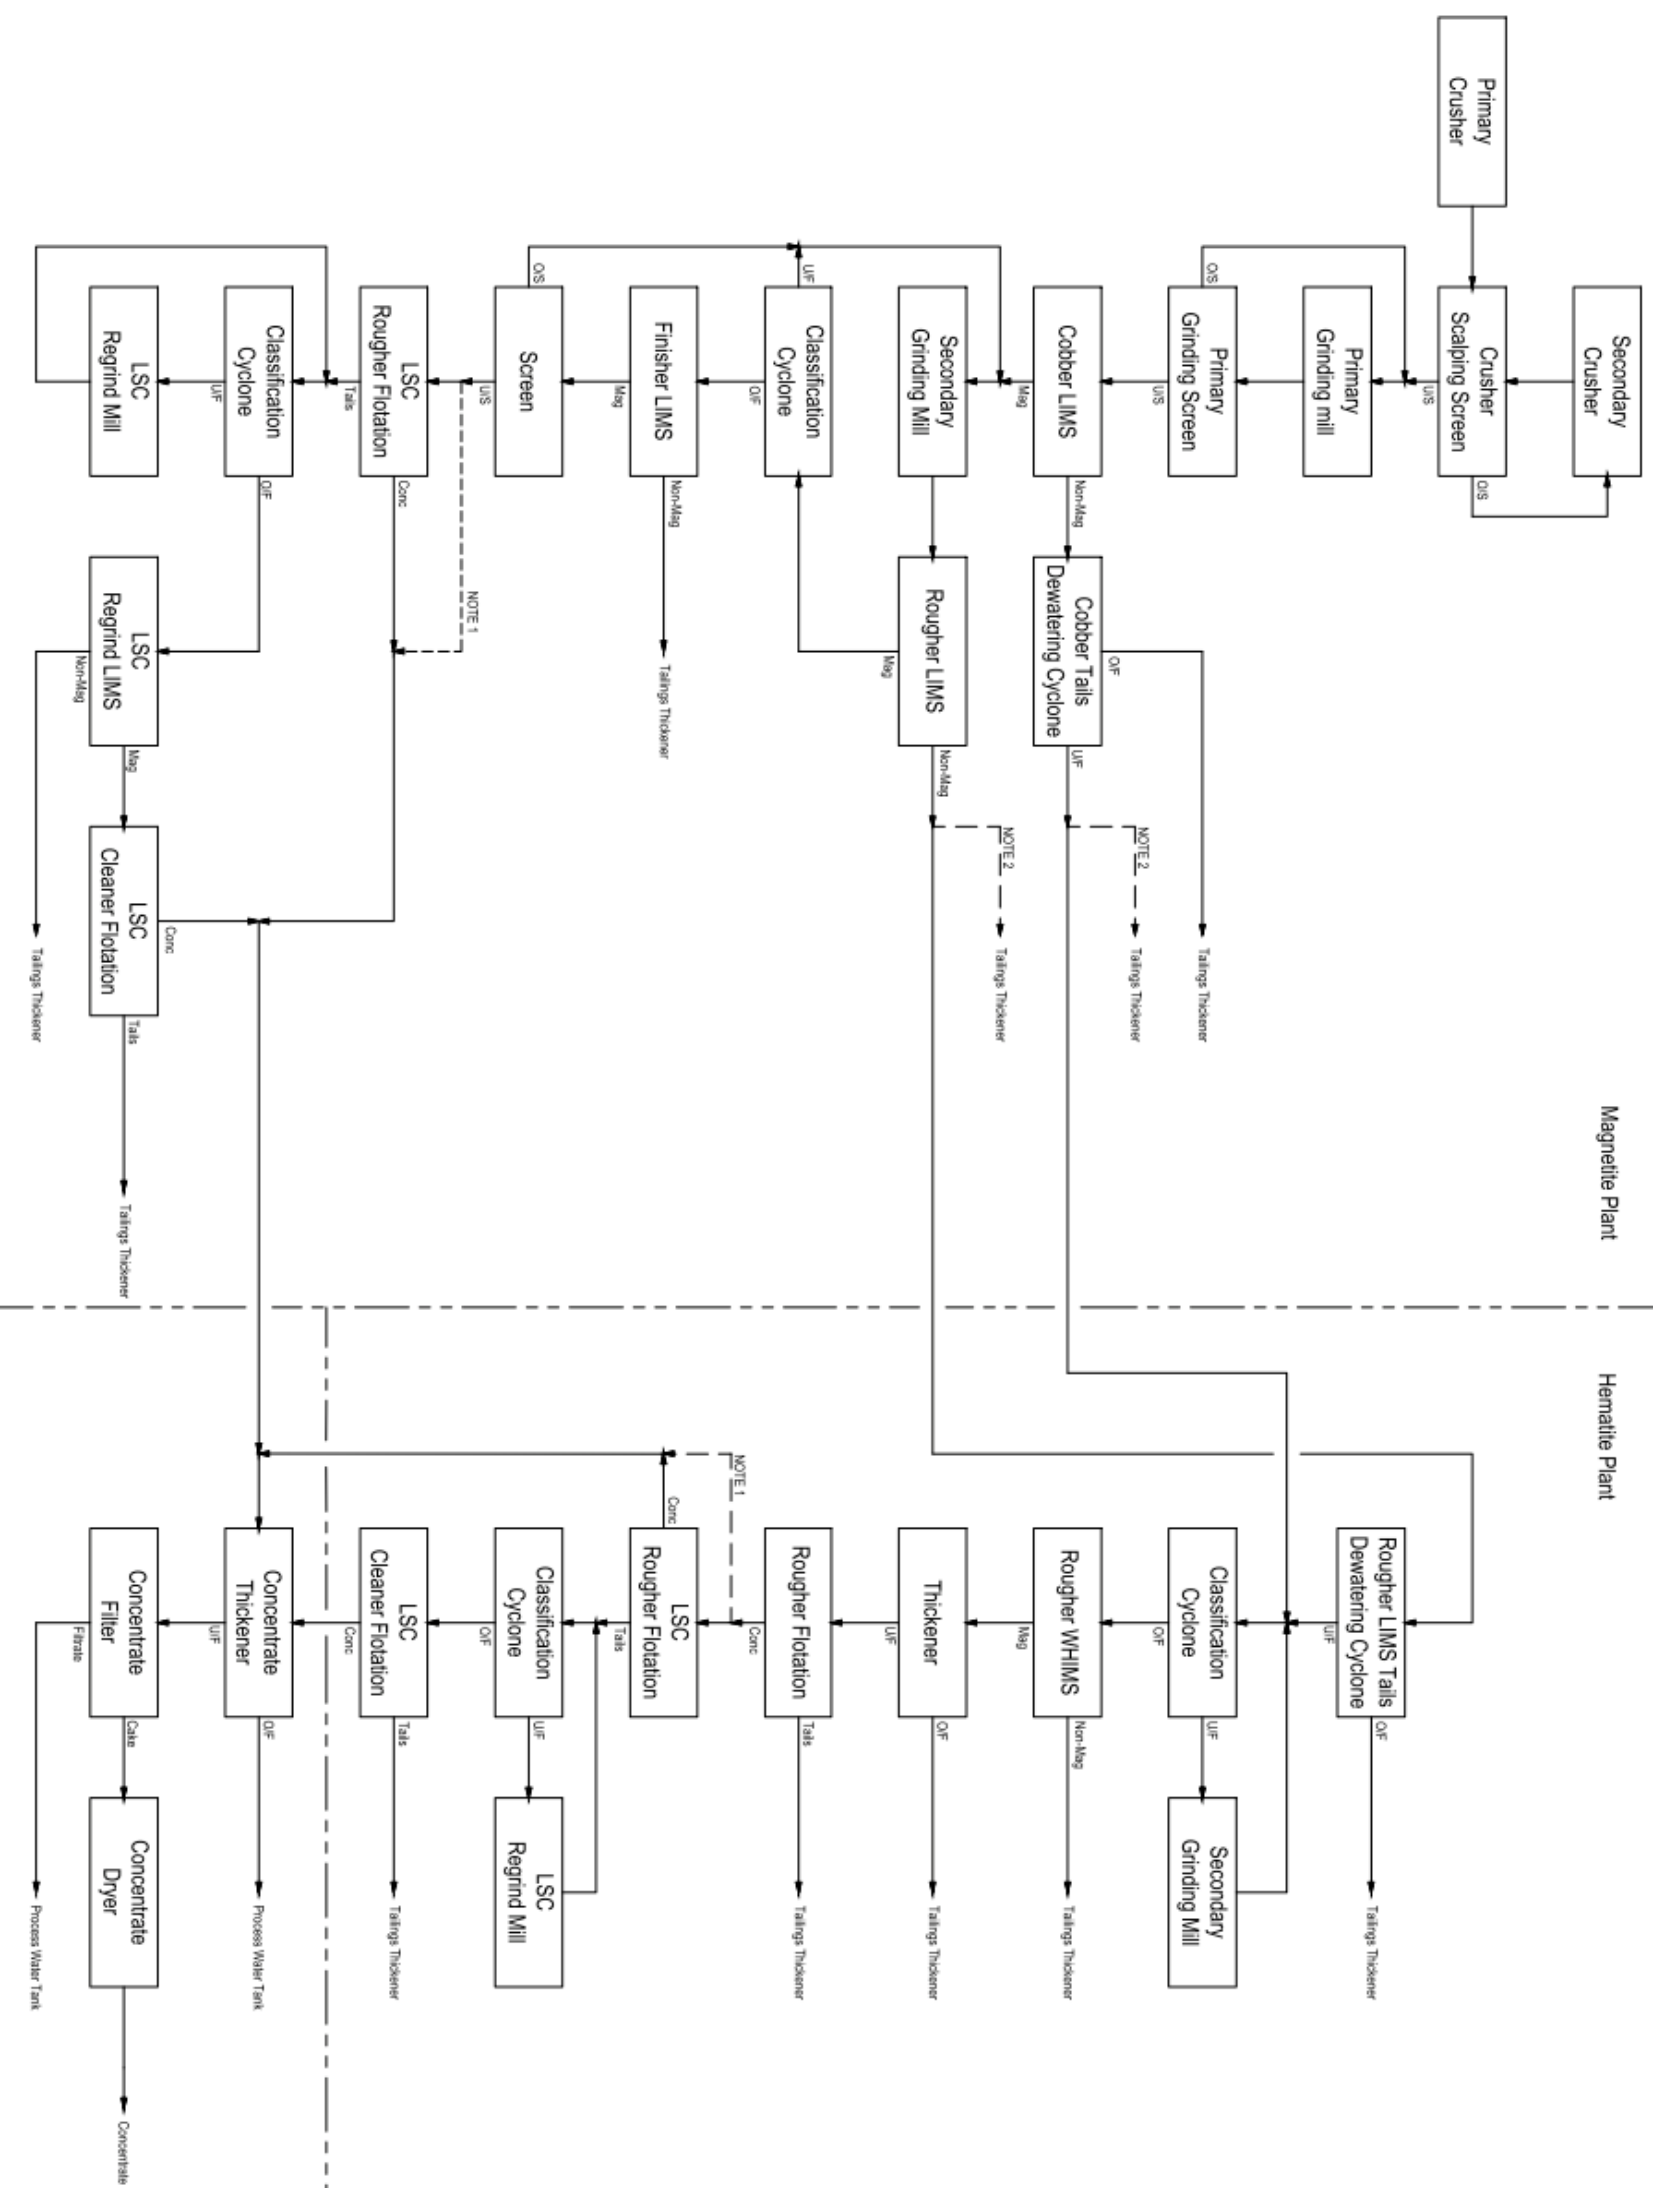 Magnetite Plant
Hematite Plant
Primary
Crusher
Secondary
Crusher
Crusher
Scalping Screen
O/S
U/S
Primary
Grinding mill
Primary
Grinding Screen
O/S
U/S
Cobber LIMS
Non-Mag
Mag
Cobber Tails
Dewatering Cyclone
O/F
Tailings Thickener
U/F
NOTE 2
Tailings Thickener
Secondary
Grinding Mill
Rougher LIMS
Mag
Non-Mag
NOTE 2
Tailings Thickener
Classification
Cyclone
U/F
O/F
Finisher LIMS
Non-Mag
Tailings Thickener
Mag
Screen
O/S
U/S
NOTE 1
LSC
Rougher Flotation
Conc
Tails
Classification
Cyclone
O/F
U/F
LSC
Regrind Mill
LSC
Regrind LIMS
Non-Mag
Tailings Thickener
Mag
LSC
Cleaner Flotation
Conc
Tails
Tailings Thickener
Rougher LIMS Tails
Dewatering Cyclone
O/F
Tailings Thickener
U/F
Classification
Cyclone
U/F
Secondary
Grinding Mill
O/F
Rougher WHIMS
Non-Mag
Tailings Thickener
Mag
Thickener
O/F
Tailings Thickener
U/F
Rougher Flotation
Tails
Tailings Thickener
Conc
NOTE 1
LSC
Rougher Flotation
Conc
Tails
Classification
Cyclone
U/F
LSC
Regrind Mill
O/F
LSC
Cleaner Flotation
Tails
Tailings Thickener
Conc
Concentrate
Thickener
O/F
Process Water Tank
U/F
Concentrate
Filter
Filtrate
Process Water Tank
Cake
Concentrate
Dryer
Concentrate